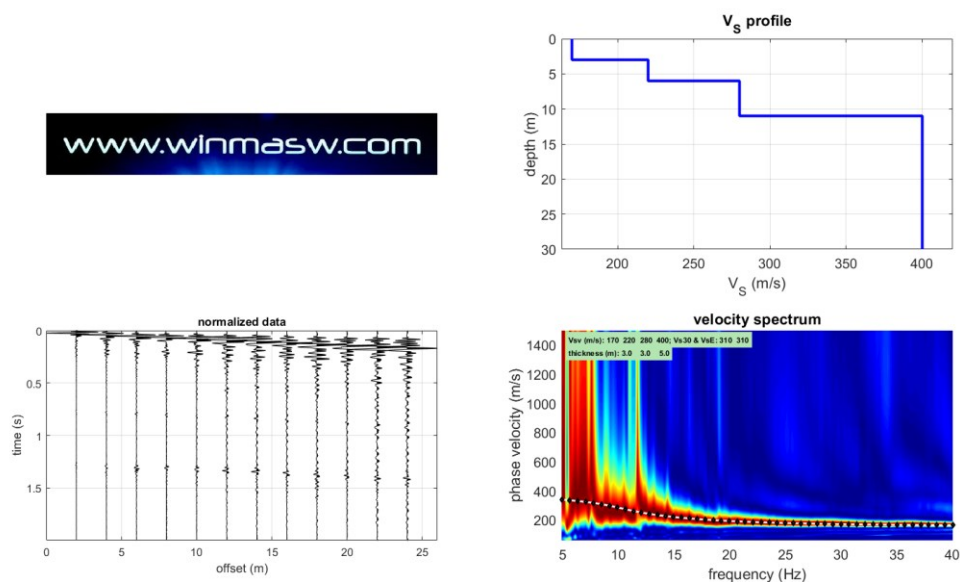 www.winmasw.com
V_S profile
0
5
10
15
20
25
30
depth (m)
200 250 300 350 400
V_S (m/s)
normalized data
0
0.5
1
1.5
time (s)
0 5 10 15 20 25
offset (m)
velocity spectrum
Vsv (m/s): 170 220 280 400; Vs30 & VsE: 310 310
thickness (m): 3.0 3.0 5.0
1400
1200
1000
800
600
400
200
phase velocity (m/s)
5 10 15 20 25 30 35 40
frequency (Hz)